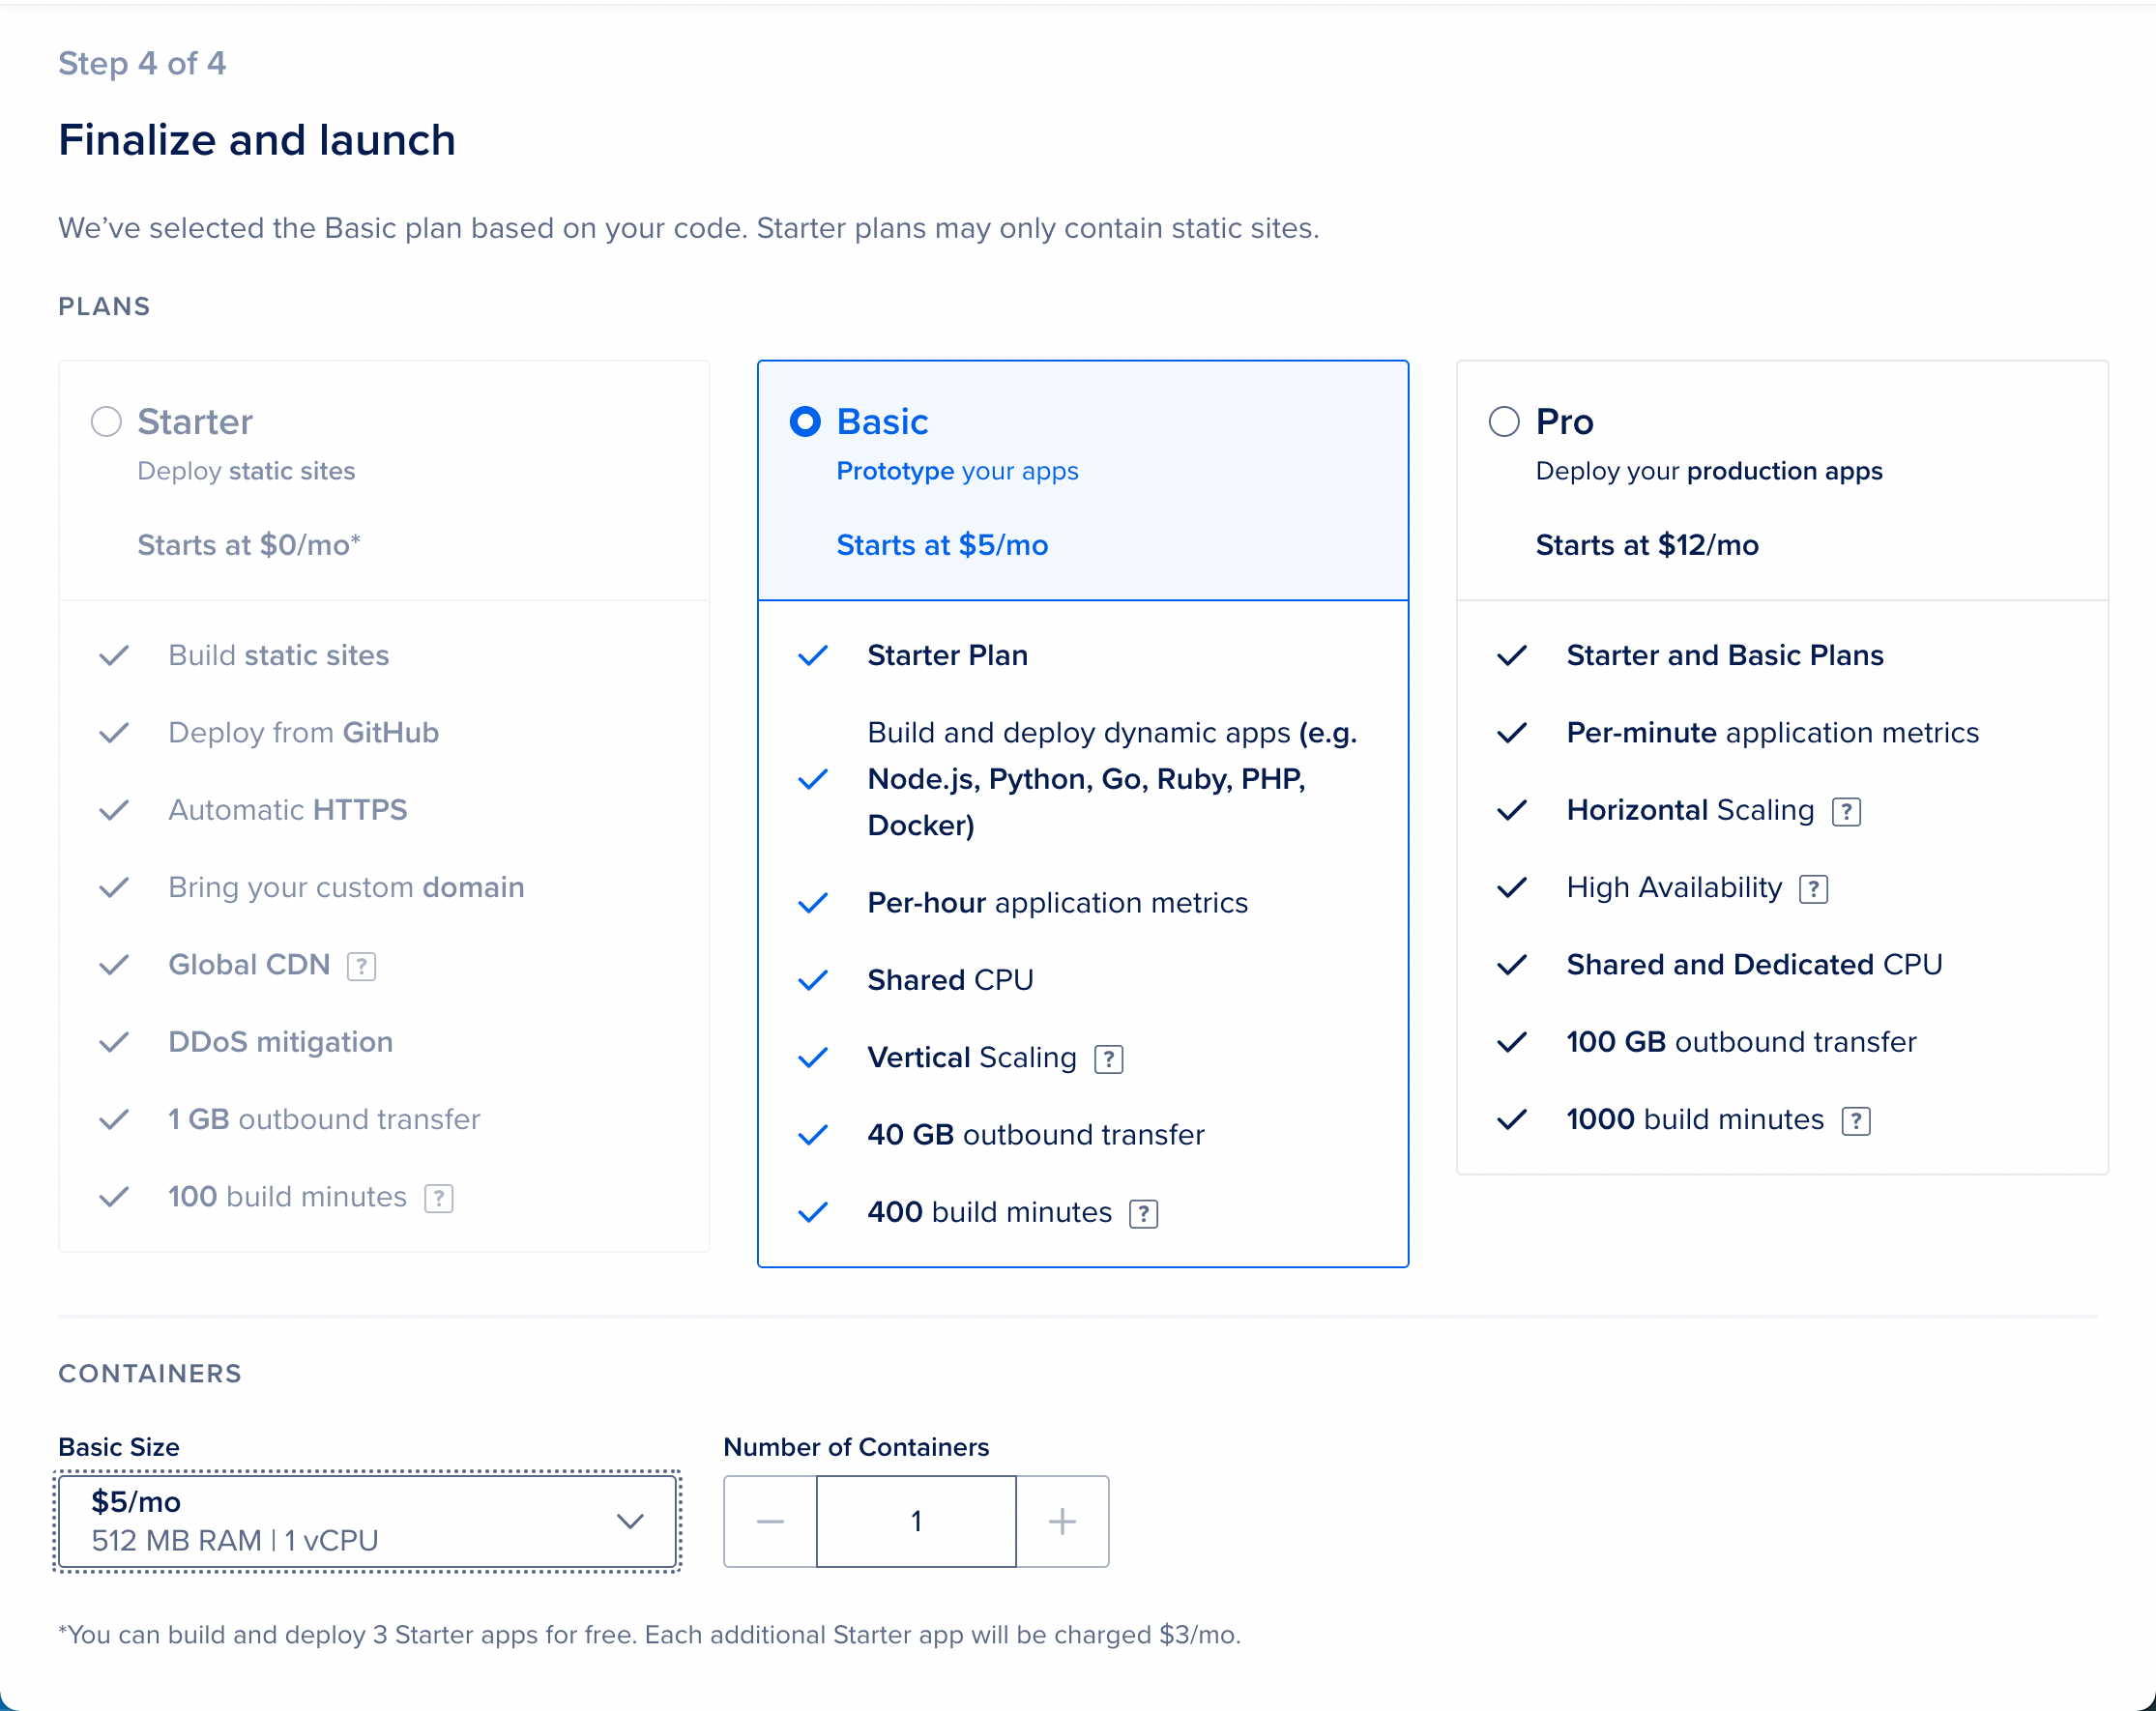 Step 4 of 4
Finalize and launch
We’ve selected the Basic plan based on your code. Starter plans may only contain static sites.
PLANS
Starter
Deploy static sites
Starts at $0/mo*
Build static sites
Deploy from GitHub
Automatic HTTPS
Bring your custom domain
Global CDN ?
DDoS mitigation
1 GB outbound transfer
100 build minutes ?
Basic
Prototype your apps
Starts at $5/mo
Starter Plan
Build and deploy dynamic apps (e.g.
Node.js, Python, Go, Ruby, PHP,
Docker)
Per-hour application metrics
Shared CPU
Vertical Scaling ?
40 GB outbound transfer
400 build minutes ?
Pro
Deploy your production apps
Starts at $12/mo
Starter and Basic Plans
Per-minute application metrics
Horizontal Scaling ?
High Availability ?
Shared and Dedicated CPU
100 GB outbound transfer
1000 build minutes ?
CONTAINERS
Basic Size
$5/mo
512 MB RAM | 1 vCPU
Number of Containers
1
*You can build and deploy 3 Starter apps for free. Each additional Starter app will be charged $3/mo.